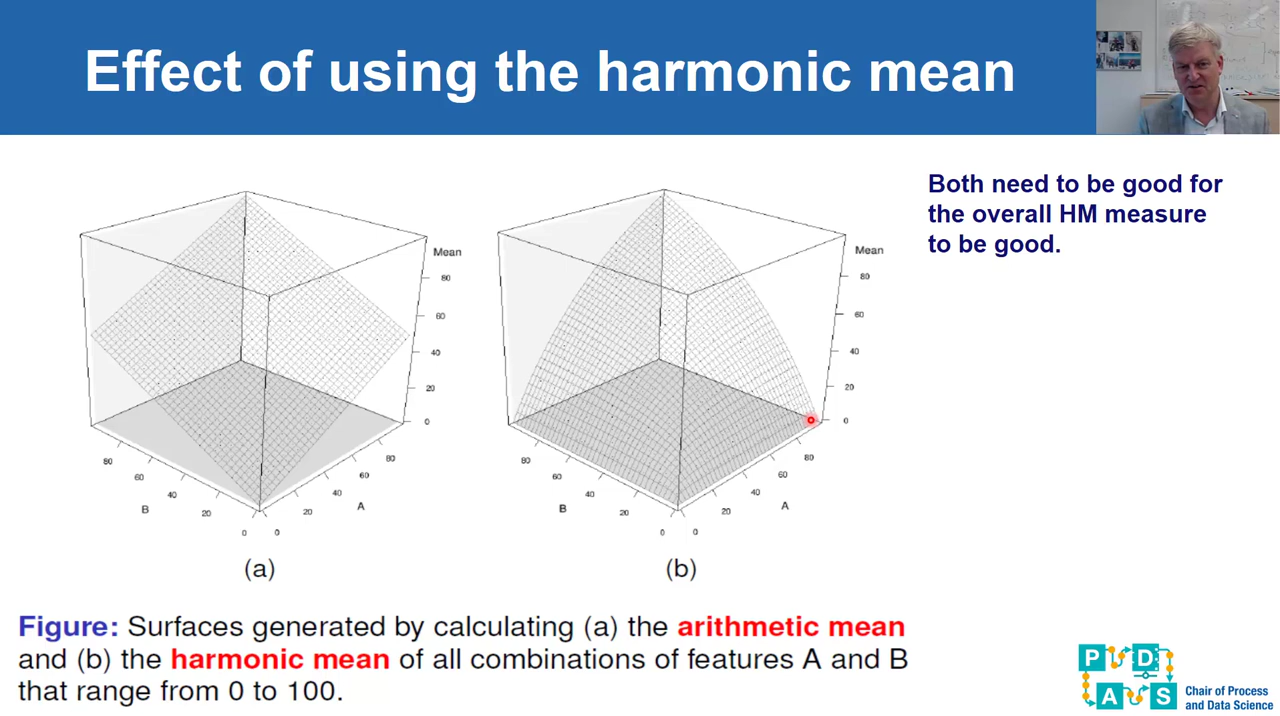 Effect of using the harmonic mean
Both need to be good for
the overall HM measure
to be good.
Mean
80
60
40
20
0
80
60
40
20
0
B
0
20
40
60
80
A
(a)
Mean
80
60
40
20
0
80
60
40
20
0
B
0
20
40
60
80
A
(b)
Figure: Surfaces generated by calculating (a) the arithmetic mean
and (b) the harmonic mean of all combinations of features A and B
that range from 0 to 100.
P D
A S
Chair of Process
and Data Science